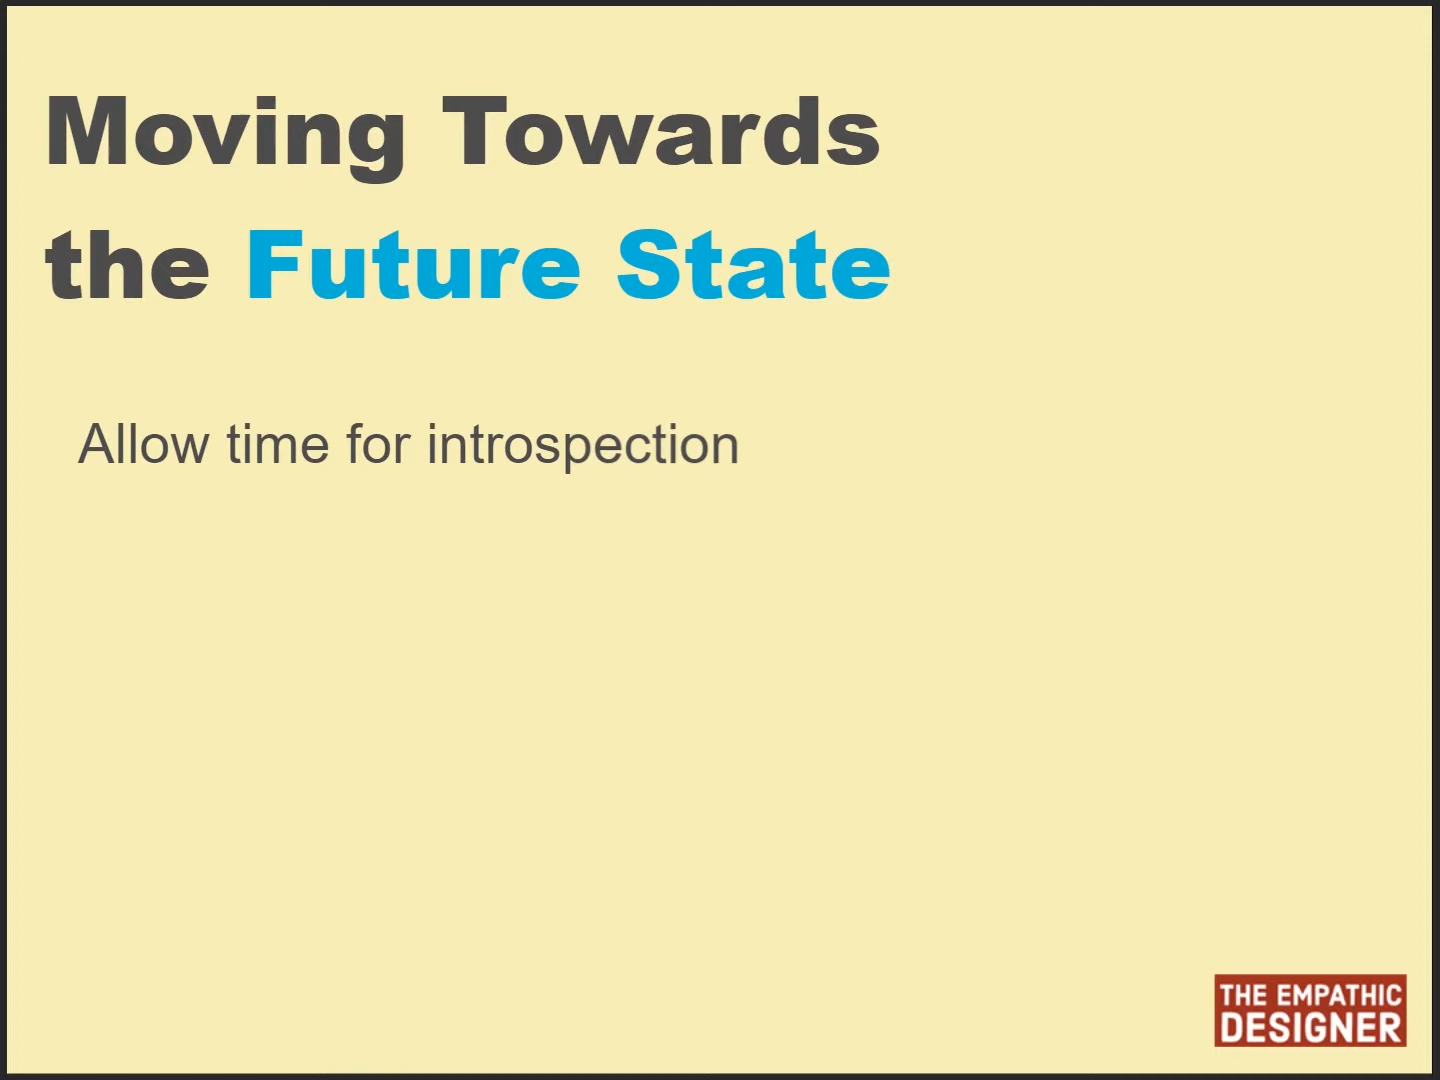 Moving Towards
the Future State
Allow time for introspection
THE EMPATHIC
DESIGNER